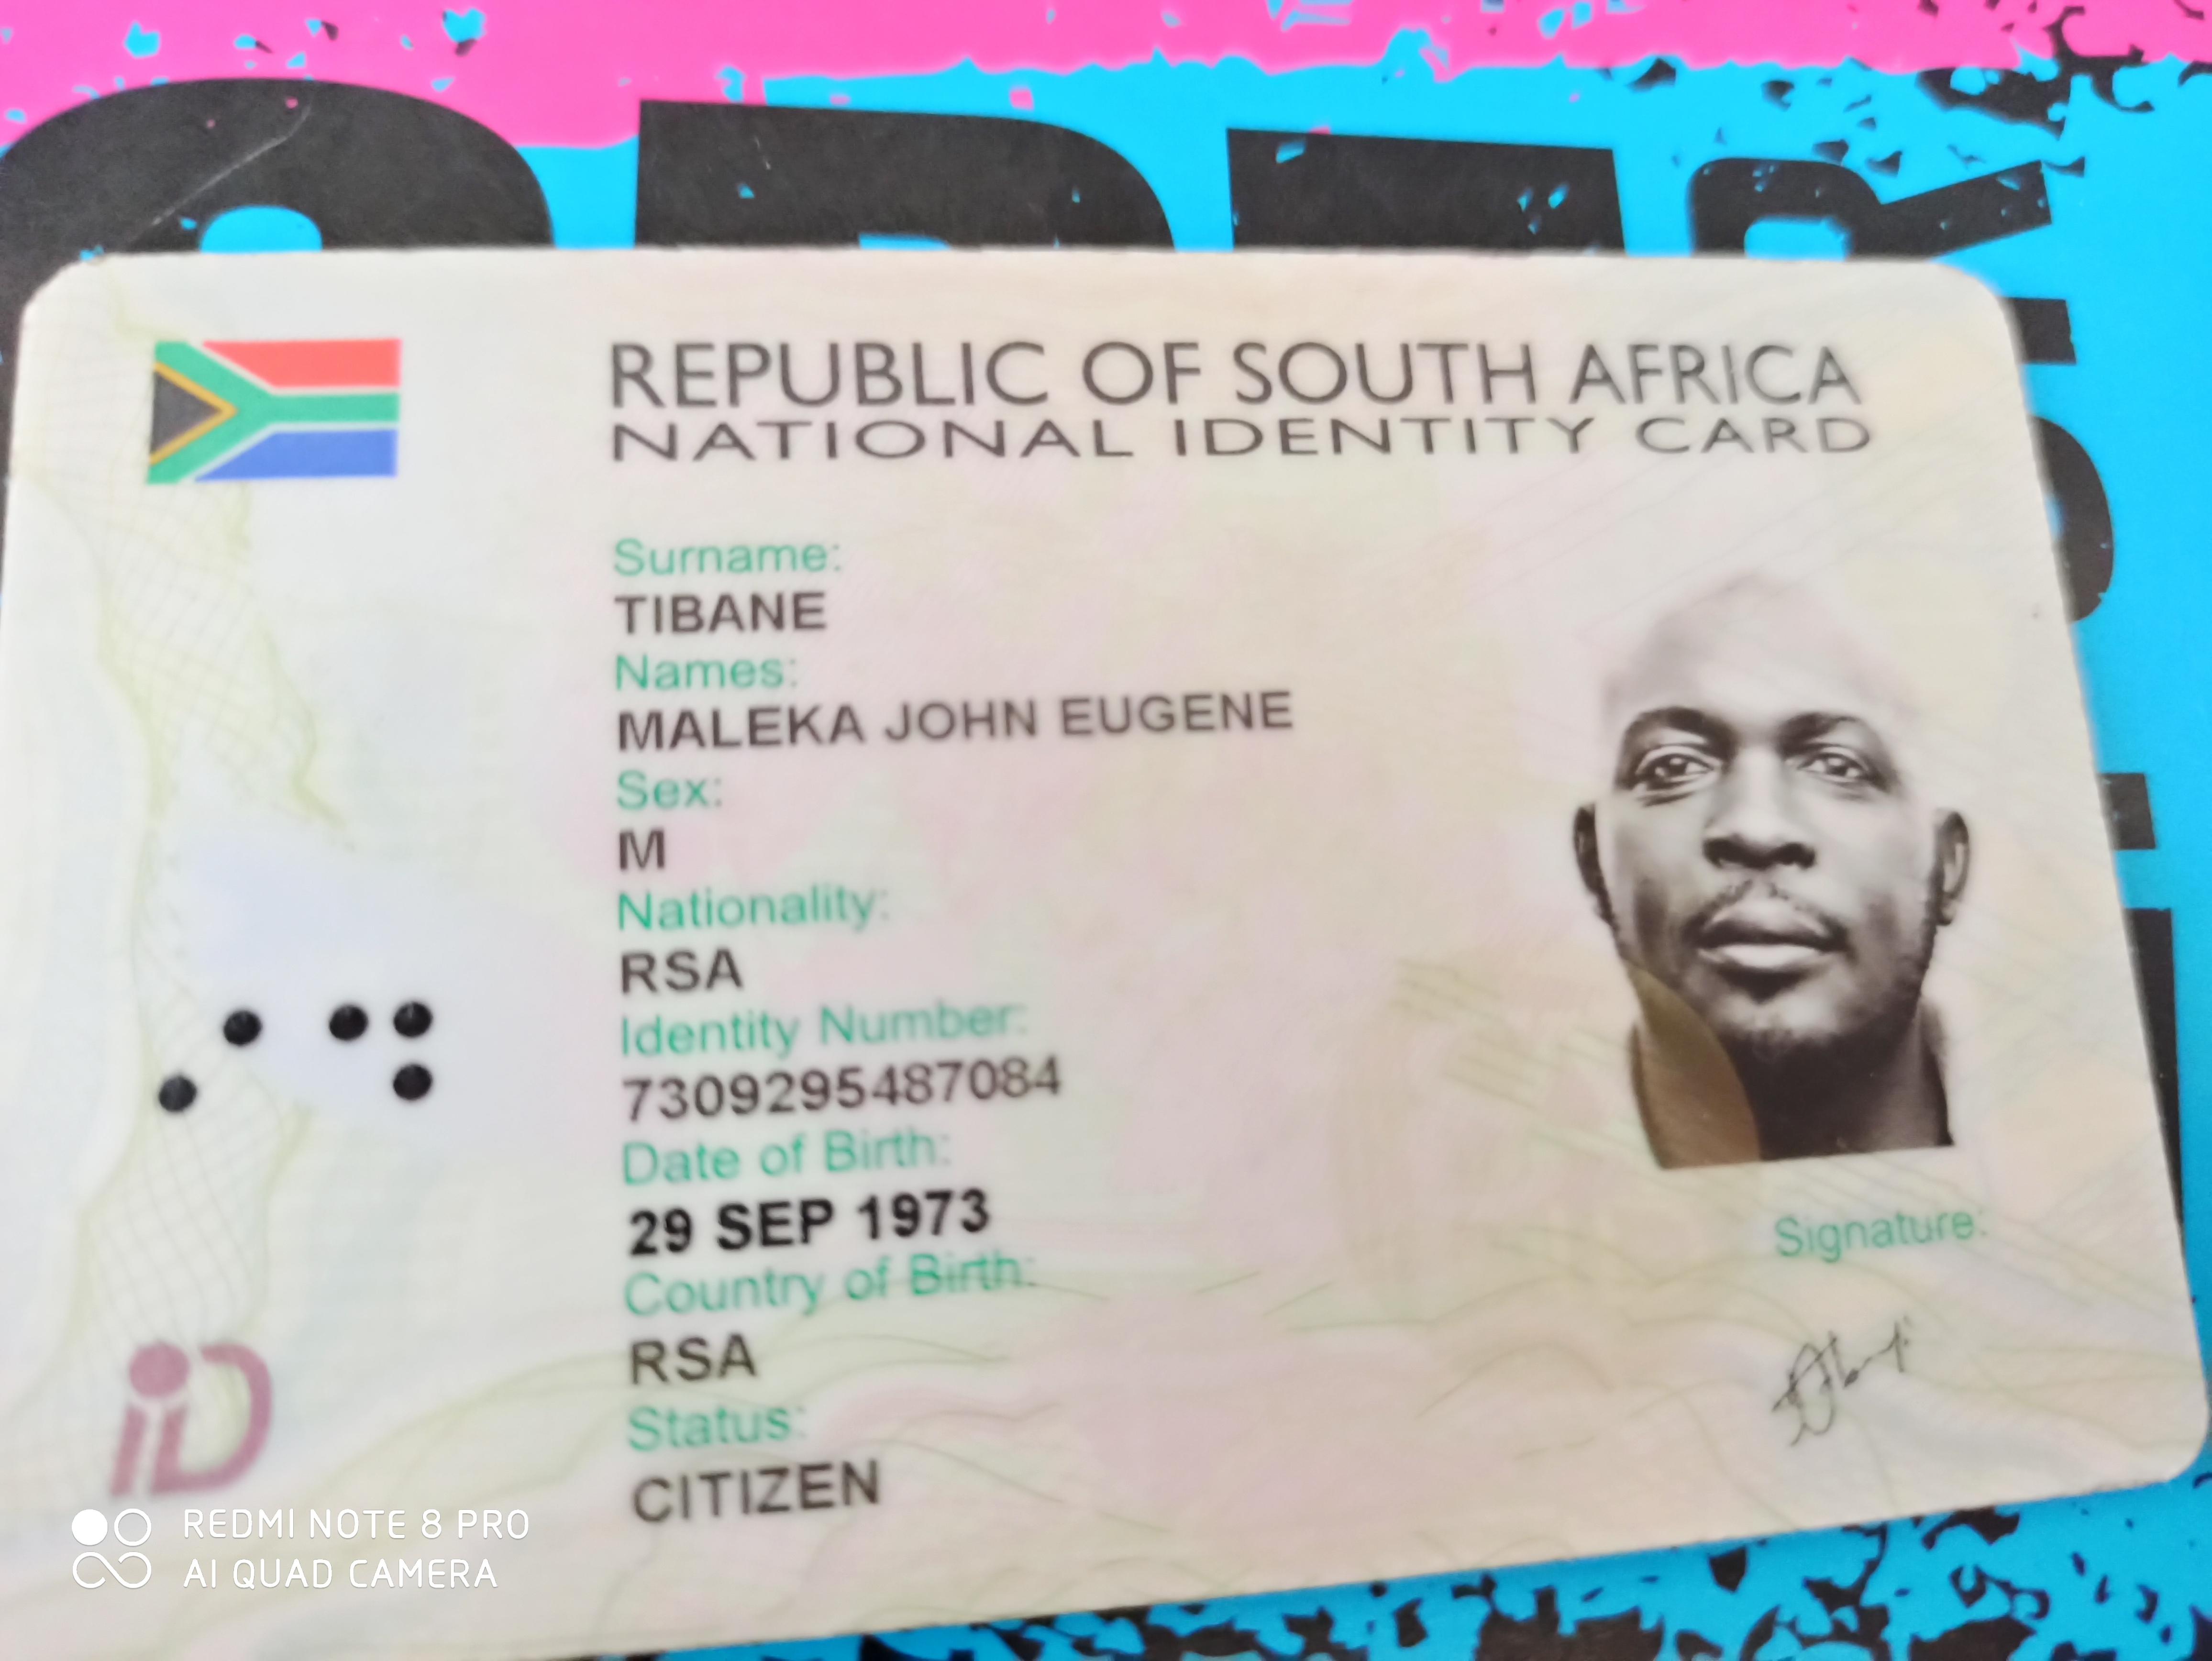 REPUBLIC OF SOUTH AFRICA
NATIONAL IDENTITY CARD
Surname:
TIBANE
Names:
MALEKA JOHN EUGENE
Sex:
M
Nationality:
RSA
Identity Number:
7309295487084
Date of Birth:
29 SEP 1973
Country of Birth:
RSA
Status:
CITIZEN
Signature:
iD
REDMI NOTE 8 PRO
AI QUAD CAMERA